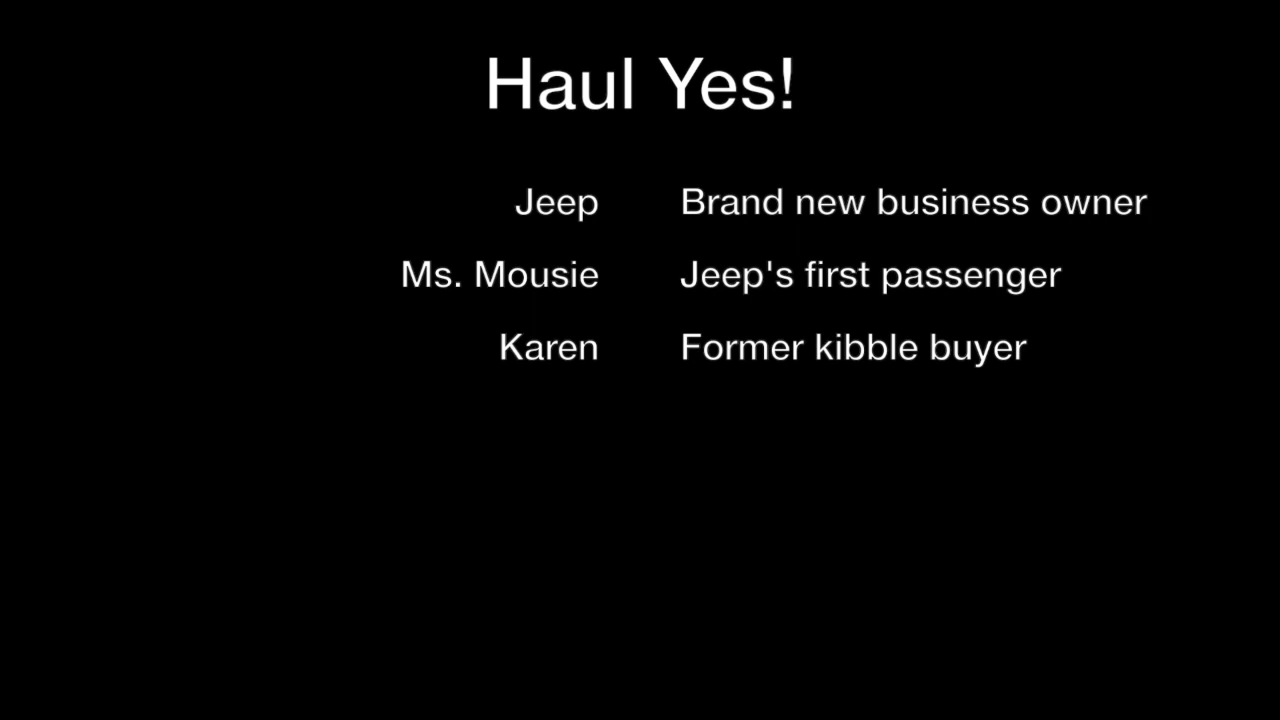 Haul Yes!
Jeep Brand new business owner
Ms. Mousie Jeep's first passenger
Karen Former kibble buyer